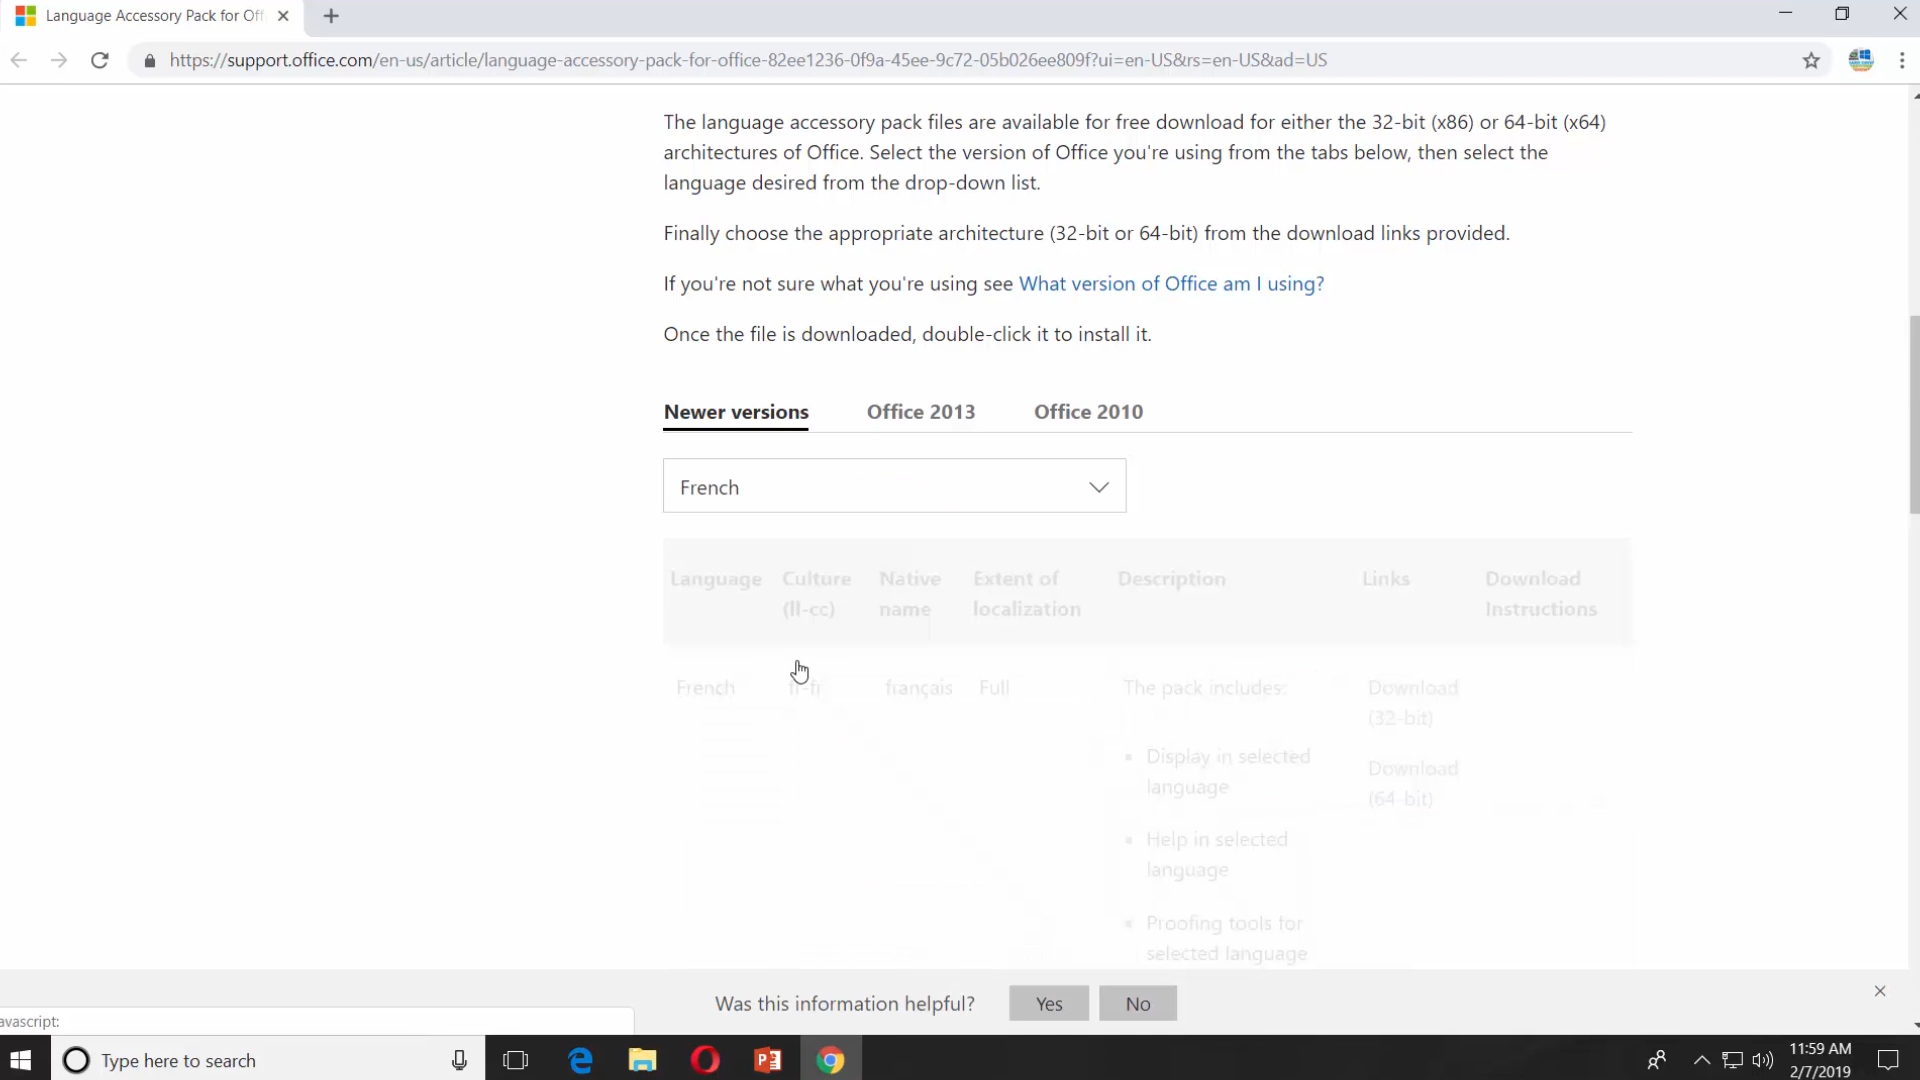 Language Accessory Pack for Off
https://support.office.com/en-us/article/language-accessory-pack-for-office-82ee1236-0f9a-45ee-9c72-05b026ee809f?ui=en-US&rs=en-US&ad=US
The language accessory pack files are available for free download for either the 32-bit (x86) or 64-bit (x64)
architectures of Office. Select the version of Office you're using from the tabs below, then select the
language desired from the drop-down list.
Finally choose the appropriate architecture (32-bit or 64-bit) from the download links provided.
If you're not sure what you're using see What version of Office am I using?
Once the file is downloaded, double-click it to install it.
Newer versions Office 2013 Office 2010
French
Language Culture Native Extent of Description Links Download
(ll-cc) name localization Instructions
French fr-fr français Full The pack includes: Download
(32-bit)
Display in selected Download
language (64-bit)
Help in selected
language
Proofing tools for
selected language
Was this information helpful? Yes No
avascript:
Type here to search
11:59 AM
2/7/2019